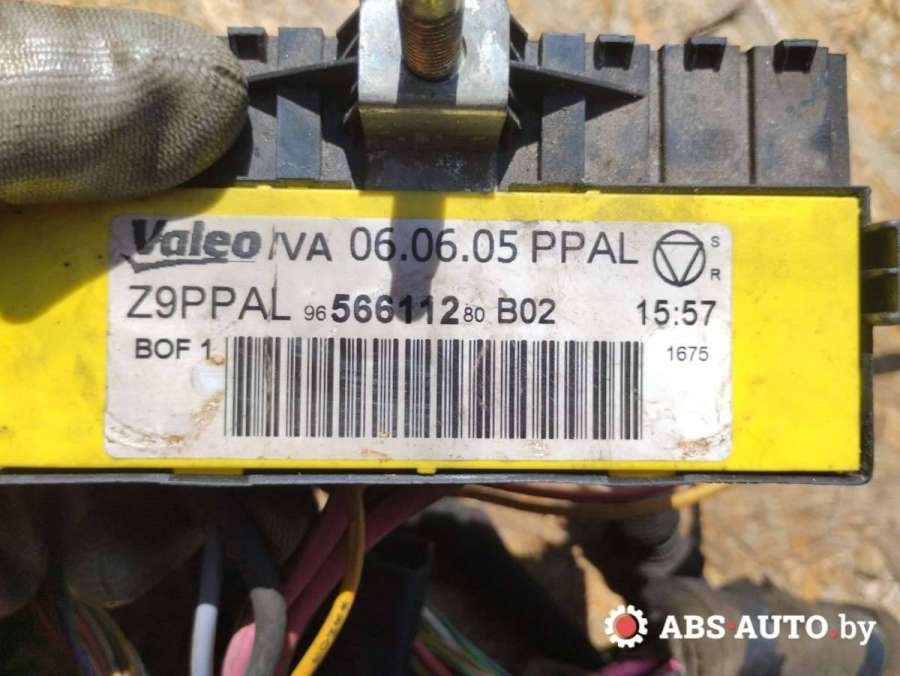 Valeo /VA 06.06.05 PPAL S R
Z9PPAL 96 566112 80 B02 15:57
BOF 1 1675
ABS-AUTO.by